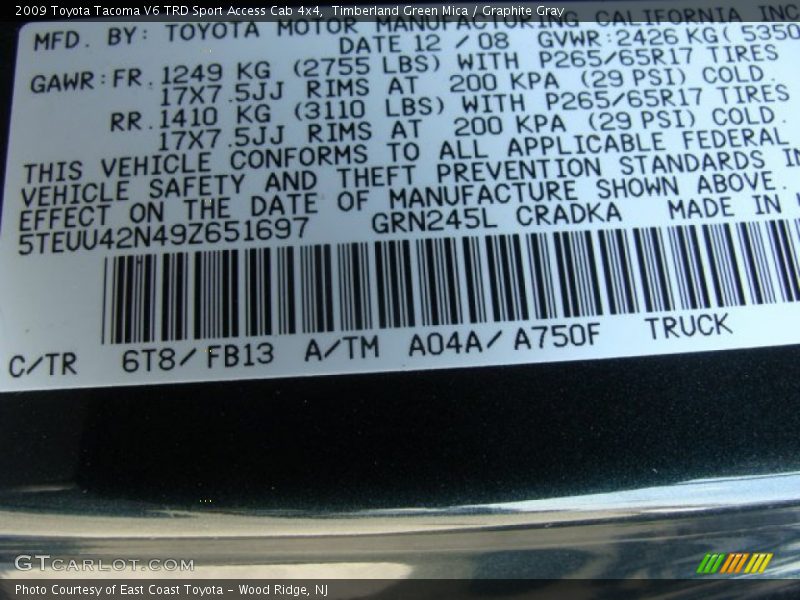 2009 Toyota Tacoma V6 TRD Sport Access Cab 4x4,  Timberland Green Mica / Graphite Gray
MFD. BY: TOYOTA MOTOR MANUFACTURING CALIFORNIA INC
DATE 12 /08  GVWR:2426 KG( 5350
GAWR:FR.1249 KG (2755 LBS) WITH P265/65R17 TIRES
17X7.5JJ RIMS AT 200 KPA (29 PSI) COLD.
RR.1410 KG (3110 LBS) WITH P265/65R17 TIRES
17X7.5JJ RIMS AT 200 KPA (29 PSI) COLD.
THIS VEHICLE CONFORMS TO ALL APPLICABLE FEDERAL
VEHICLE SAFETY AND THEFT PREVENTION STANDARDS IN
EFFECT ON THE DATE OF MANUFACTURE SHOWN ABOVE.
5TEUU42N49Z651697 GRN245L CRADKA MADE IN
C/TR 6T8/FB13 A/TM A04A/A750F TRUCK
GTCARLOT.COM
Photo Courtesy of East Coast Toyota – Wood Ridge, NJ